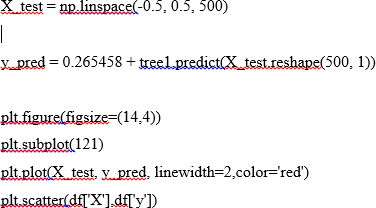 X_test = np.linspace(-0.5, 0.5, 500)
y_pred = 0.265458 + tree1.predict(X_test.reshape(500, 1))
plt.figure(figsize=(14,4))
plt.subplot(121)
plt.plot(X_test, y_pred, linewidth=2,color='red')
plt.scatter(df['X'],df['y'])